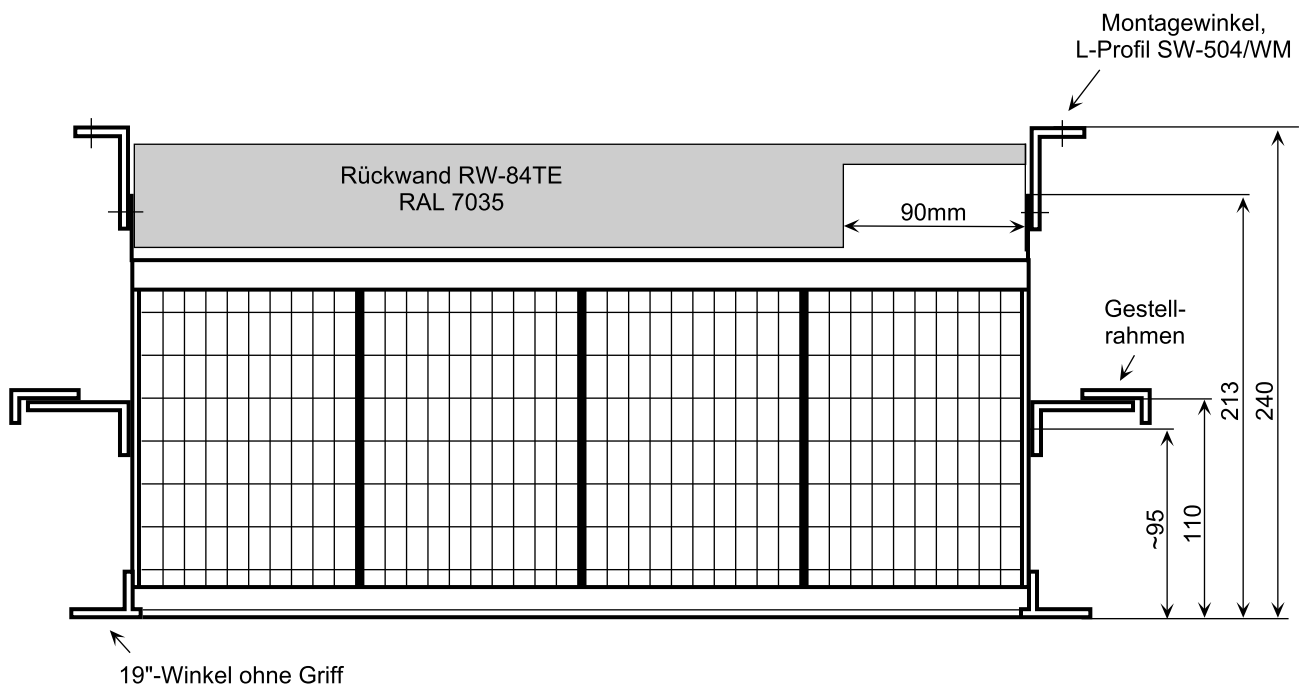 Montagewinkel,
L-Profil SW-504/WM
Rückwand RW-84TE
RAL 7035
90mm
Gestell-
rahmen
213
240
~95
110
19"-Winkel ohne Griff